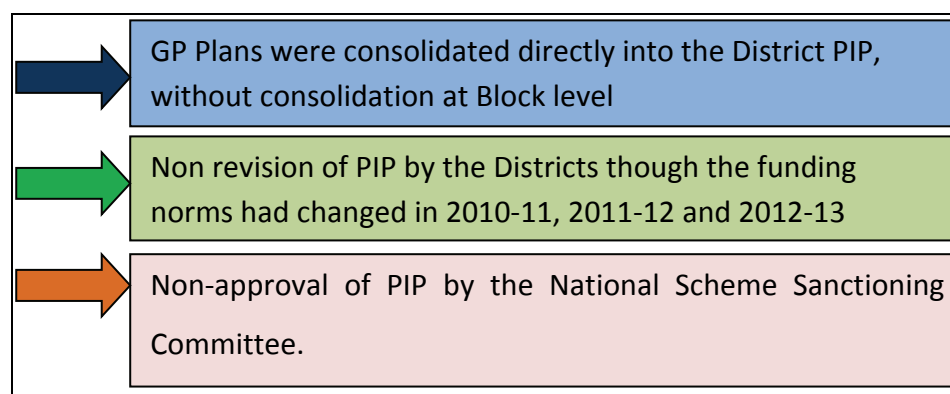 GP Plans were consolidated directly into the District PIP,
without consolidation at Block level
Non revision of PIP by the Districts though the funding
norms had changed in 2010-11, 2011-12 and 2012-13
Non-approval of PIP by the National Scheme Sanctioning
Committee.